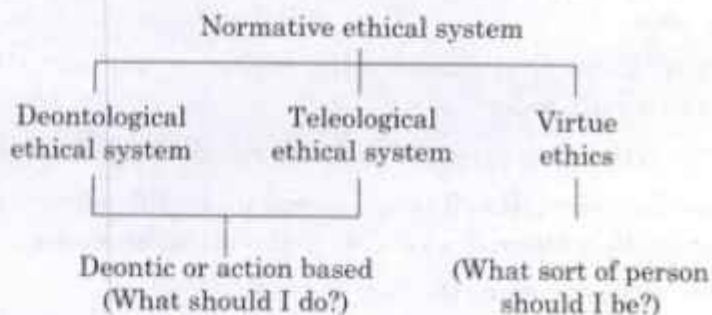 Normative ethical system
Deontological
ethical system
Teleological
ethical system
Virtue
ethics
Deontic or action based
(What should I do?)
(What sort of person
should I be?)